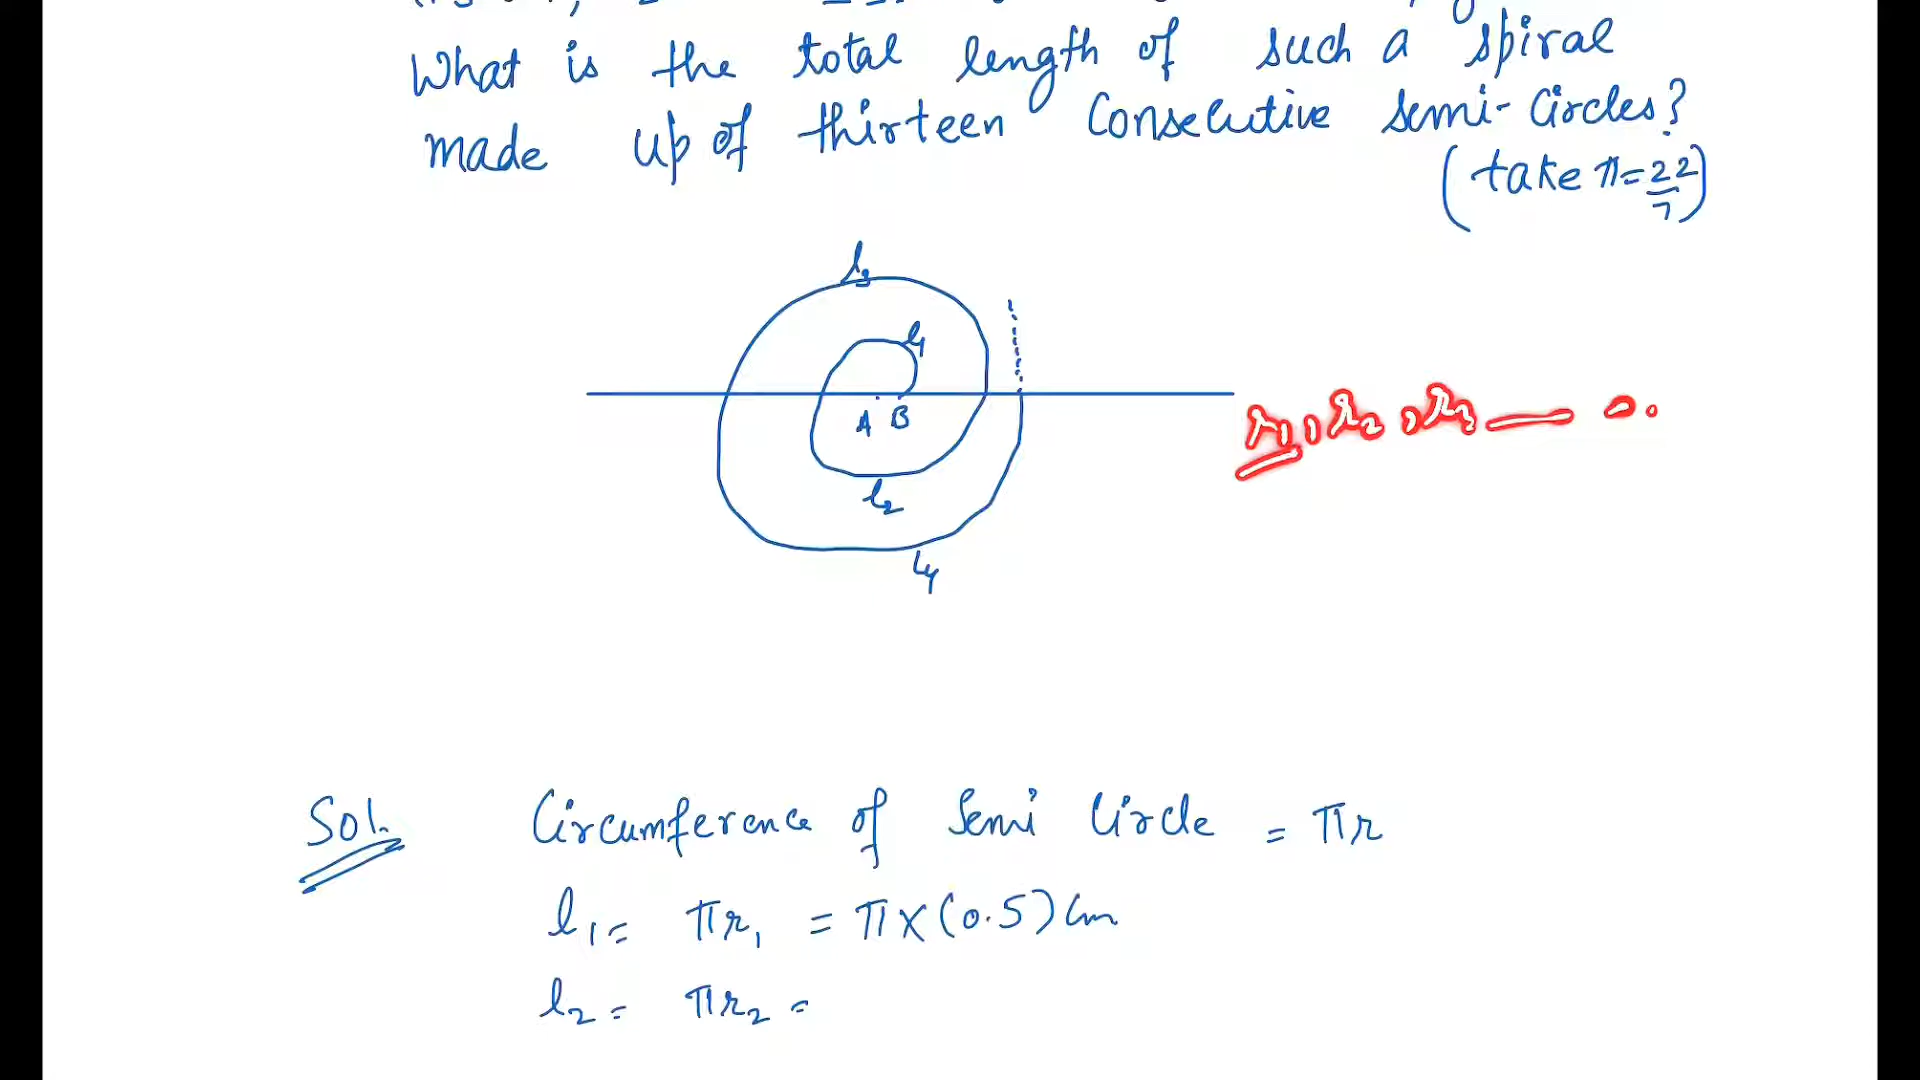 What is the total length of such a spiral
made up of thirteen Consecutive semi-Circles?
(take π=22/7)
l3
l1
A B
r1, r2, r3 — ..
l2
l4
Sol. Circumference of Semi Circle = πr
l1 = πr1 = π×(0.5)cm
l2 = πr2 =